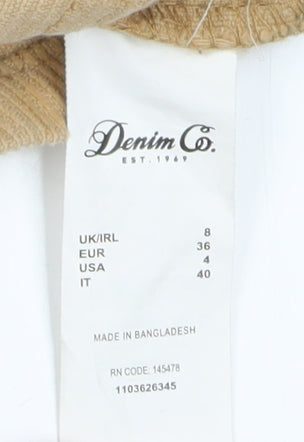 Denim Co.
EST. 1969
UK/IRL 8
EUR 36
USA 4
IT 40
MADE IN BANGLADESH
RN CODE: 145478
1103626345